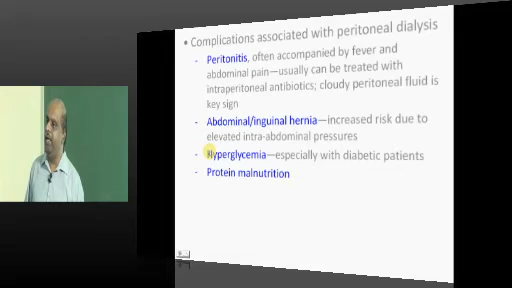 • Complications associated with peritoneal dialysis
- Peritonitis, often accompanied by fever and
abdominal pain—usually can be treated with
intraperitoneal antibiotics; cloudy peritoneal fluid is
key sign
- Abdominal/inguinal hernia—increased risk due to
elevated intra-abdominal pressures
- Hyperglycemia—especially with diabetic patients
- Protein malnutrition